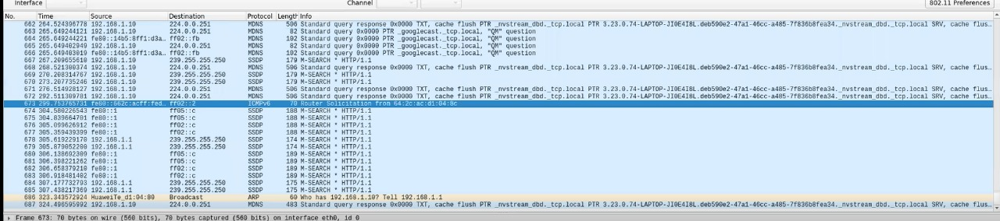 Interface Channel 802.11 Preferences
No. Time Source Destination Protocol Length Info
662 264.524396778 192.168.1.10 224.0.0.251 MDNS 506 Standard query response 0x0000 TXT, cache flush PTR _nvstream_dbd._tcp.local PTR 3.23.0.74-LAPTOP-JI0E4I8L.deb590e2-47a1-46cc-a485-7f836b8fea34._nvstream_dbd._tcp.local SRV, cache flus…
663 265.649244121 192.168.1.10 224.0.0.251 MDNS 82 Standard query 0x0000 PTR _googlecast._tcp.local, "QM" question
664 265.649244221 fe80::14b5:8ff1:d3a… ff02::fb MDNS 102 Standard query 0x0000 PTR _googlecast._tcp.local, "QM" question
665 265.649402949 192.168.1.10 224.0.0.251 MDNS 82 Standard query 0x0000 PTR _googlecast._tcp.local, "QM" question
666 265.649403019 fe80::14b5:8ff1:d3a… ff02::fb MDNS 102 Standard query 0x0000 PTR _googlecast._tcp.local, "QM" question
667 267.209655610 192.168.1.10 239.255.255.250 SSDP 179 M-SEARCH * HTTP/1.1
668 268.521300374 192.168.1.10 224.0.0.251 MDNS 506 Standard query response 0x0000 TXT, cache flush PTR _nvstream_dbd._tcp.local PTR 3.23.0.74-LAPTOP-JI0E4I8L.deb590e2-47a1-46cc-a485-7f836b8fea34._nvstream_dbd._tcp.local SRV, cache flus…
669 270.208314767 192.168.1.10 239.255.255.250 SSDP 179 M-SEARCH * HTTP/1.1
670 273.207735246 192.168.1.10 239.255.255.250 SSDP 179 M-SEARCH * HTTP/1.1
671 276.514928127 192.168.1.10 224.0.0.251 MDNS 506 Standard query response 0x0000 TXT, cache flush PTR _nvstream_dbd._tcp.local PTR 3.23.0.74-LAPTOP-JI0E4I8L.deb590e2-47a1-46cc-a485-7f836b8fea34._nvstream_dbd._tcp.local SRV, cache flus…
672 292.511309781 192.168.1.10 224.0.0.251 MDNS 506 Standard query response 0x0000 TXT, cache flush PTR _nvstream_dbd._tcp.local PTR 3.23.0.74-LAPTOP-JI0E4I8L.deb590e2-47a1-46cc-a485-7f836b8fea34._nvstream_dbd._tcp.local SRV, cache flus…
673 299.753765731 fe80::662c:acff:fed… ff02::2 ICMPv6 70 Router Solicitation from 64:2c:ac:d1:04:8c
674 304.580226543 fe80::1 ff05::c SSDP 188 M-SEARCH * HTTP/1.1
675 304.839664701 fe80::1 ff05::c SSDP 188 M-SEARCH * HTTP/1.1
676 305.099626912 fe80::1 ff02::c SSDP 188 M-SEARCH * HTTP/1.1
677 305.359439399 fe80::1 ff02::c SSDP 188 M-SEARCH * HTTP/1.1
678 305.619229170 192.168.1.1 239.255.255.250 SSDP 174 M-SEARCH * HTTP/1.1
679 305.879052200 192.168.1.1 239.255.255.250 SSDP 174 M-SEARCH * HTTP/1.1
680 306.138692309 fe80::1 ff05::c SSDP 189 M-SEARCH * HTTP/1.1
681 306.398221262 fe80::1 ff05::c SSDP 189 M-SEARCH * HTTP/1.1
682 306.658379210 fe80::1 ff02::c SSDP 189 M-SEARCH * HTTP/1.1
683 306.918481402 fe80::1 ff02::c SSDP 189 M-SEARCH * HTTP/1.1
684 307.177732793 192.168.1.1 239.255.255.250 SSDP 175 M-SEARCH * HTTP/1.1
685 307.438217369 192.168.1.1 239.255.255.250 SSDP 175 M-SEARCH * HTTP/1.1
686 323.343572924 HuaweiTe_d1:04:80 Broadcast ARP 60 Who has 192.168.1.10? Tell 192.168.1.1
687 324.496595992 192.168.1.10 224.0.0.251 MDNS 483 Standard query response 0x0000 TXT, cache flush PTR _nvstream_dbd._tcp.local PTR 3.23.0.74-LAPTOP-JI0E4I8L.deb590e2-47a1-46cc-a485-7f836b8fea34._nvstream_dbd._tcp.local SRV, cache flus…
Frame 673: 70 bytes on wire (560 bits), 70 bytes captured (560 bits) on interface eth0, id 0